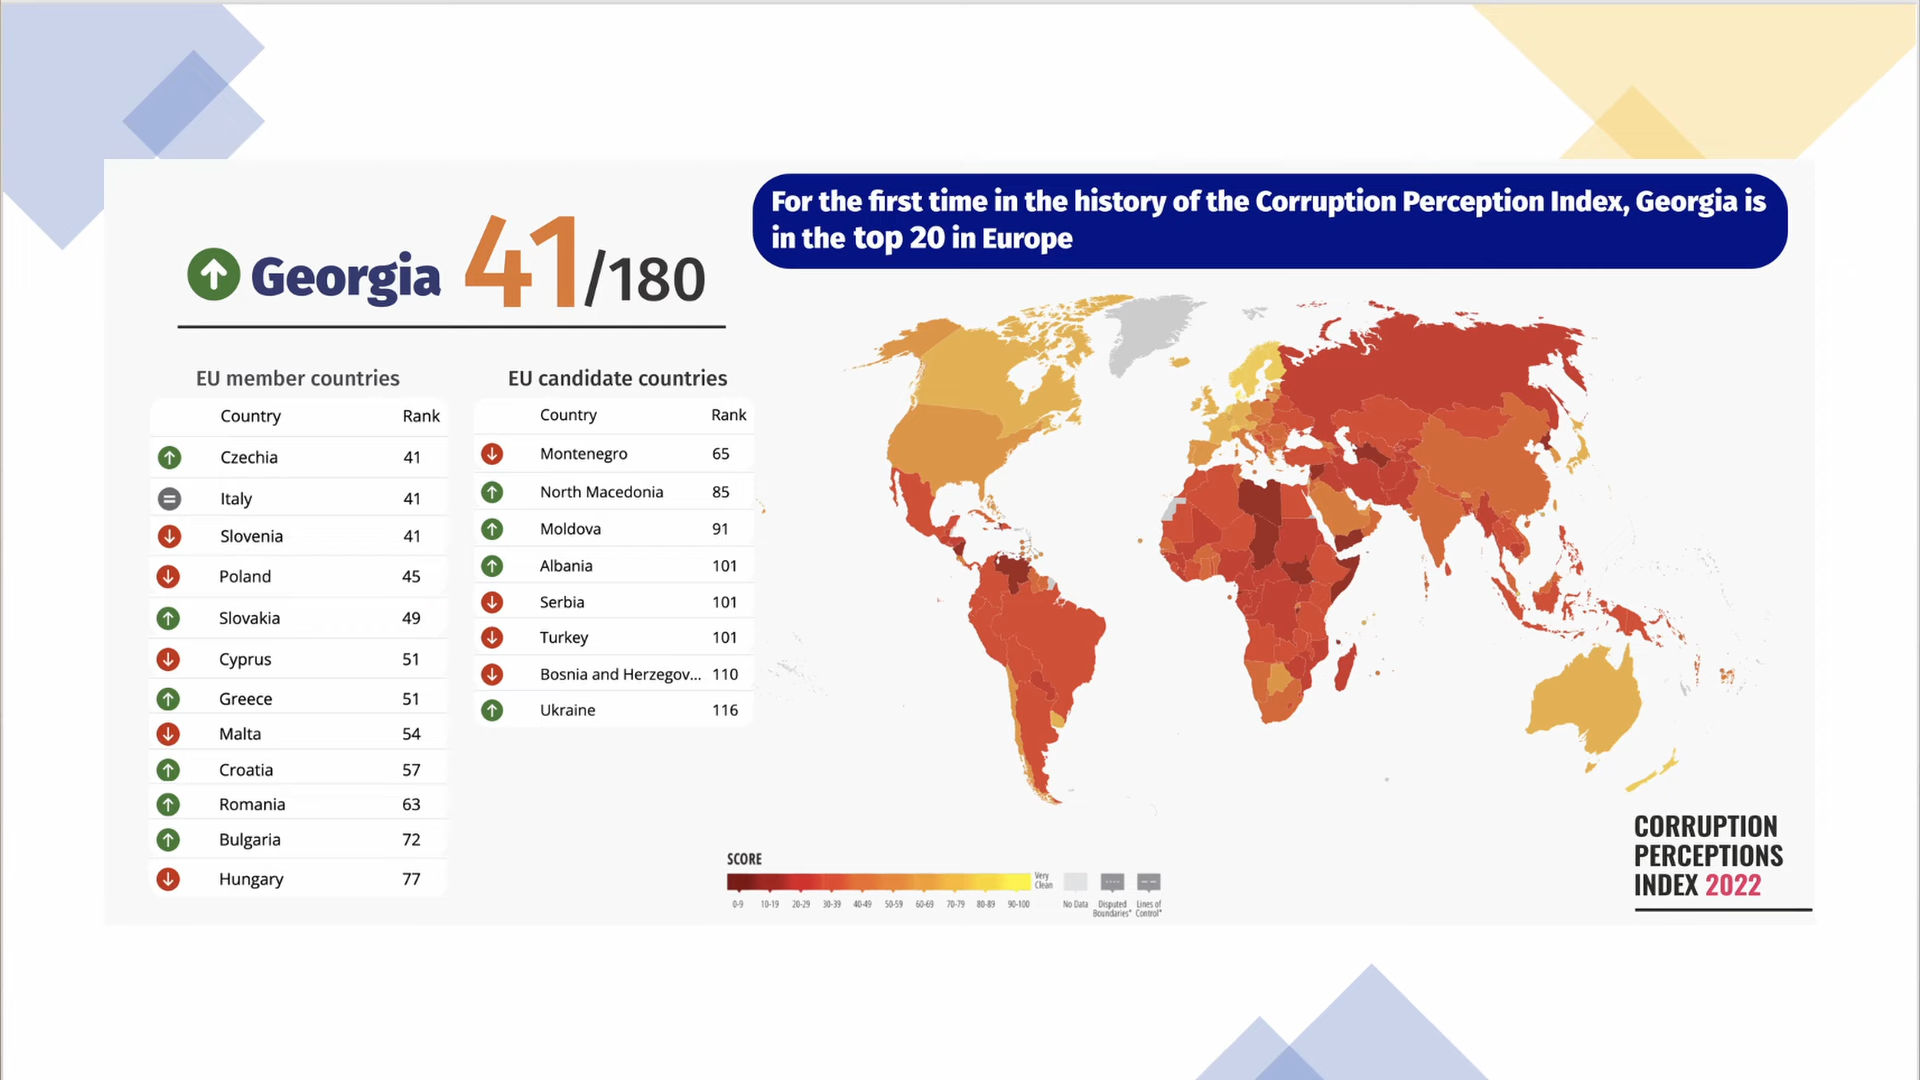 For the first time in the history of the Corruption Perception Index, Georgia is
in the top 20 in Europe
Georgia 41/180
EU member countries
Country Rank
Czechia 41
Italy 41
Slovenia 41
Poland 45
Slovakia 49
Cyprus 51
Greece 51
Malta 54
Croatia 57
Romania 63
Bulgaria 72
Hungary 77
EU candidate countries
Country Rank
Montenegro 65
North Macedonia 85
Moldova 91
Albania 101
Serbia 101
Turkey 101
Bosnia and Herzegov... 110
Ukraine 116
SCORE
Very
Clean
0-9 10-19 20-29 30-39 40-49 50-59 60-69 70-79 80-89 90-100
No Data
Disputed
Boundaries*
Lines of
Control*
CORRUPTION
PERCEPTIONS
INDEX 2022